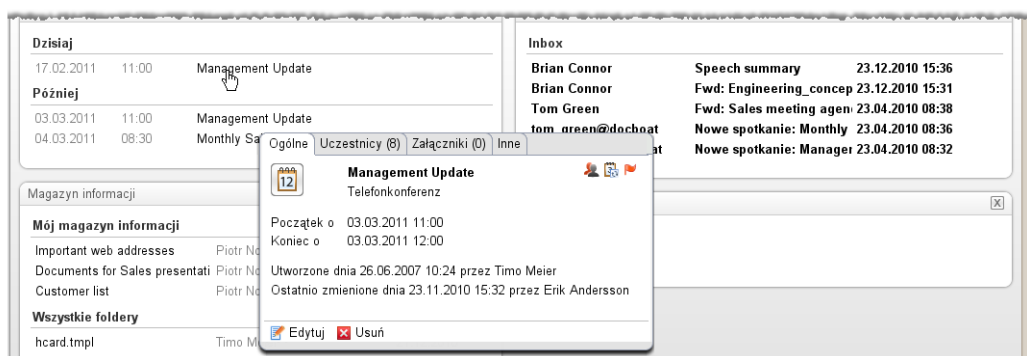 Dzisiaj
17.02.2011 11:00 Management Update
Później
03.03.2011 11:00 Management Update
04.03.2011 08:30 Monthly Sa
Inbox
Brian Connor Speech summary 23.12.2010 15:36
Brian Connor Fwd: Engineering_concep 23.12.2010 15:31
Tom Green Fwd: Sales meeting agen 23.04.2010 08:38
tom_green@docboat Nowe spotkanie: Monthly 23.04.2010 08:36
at Nowe spotkanie: Manager 23.04.2010 08:32
Ogólne Uczestnicy (8) Załączniki (0) Inne
12
Management Update
Telefonkonferenz
Początek o 03.03.2011 11:00
Koniec o 03.03.2011 12:00
Utworzone dnia 26.06.2007 10:24 przez Timo Meier
Ostatnio zmienione dnia 23.11.2010 15:32 przez Erik Andersson
Edytuj Usuń
Magazyn informacji
Mój magazyn informacji
Important web addresses Piotr No
Documents for Sales presentati Piotr No
Customer list Piotr No
Wszystkie foldery
hcard.tmpl Timo M